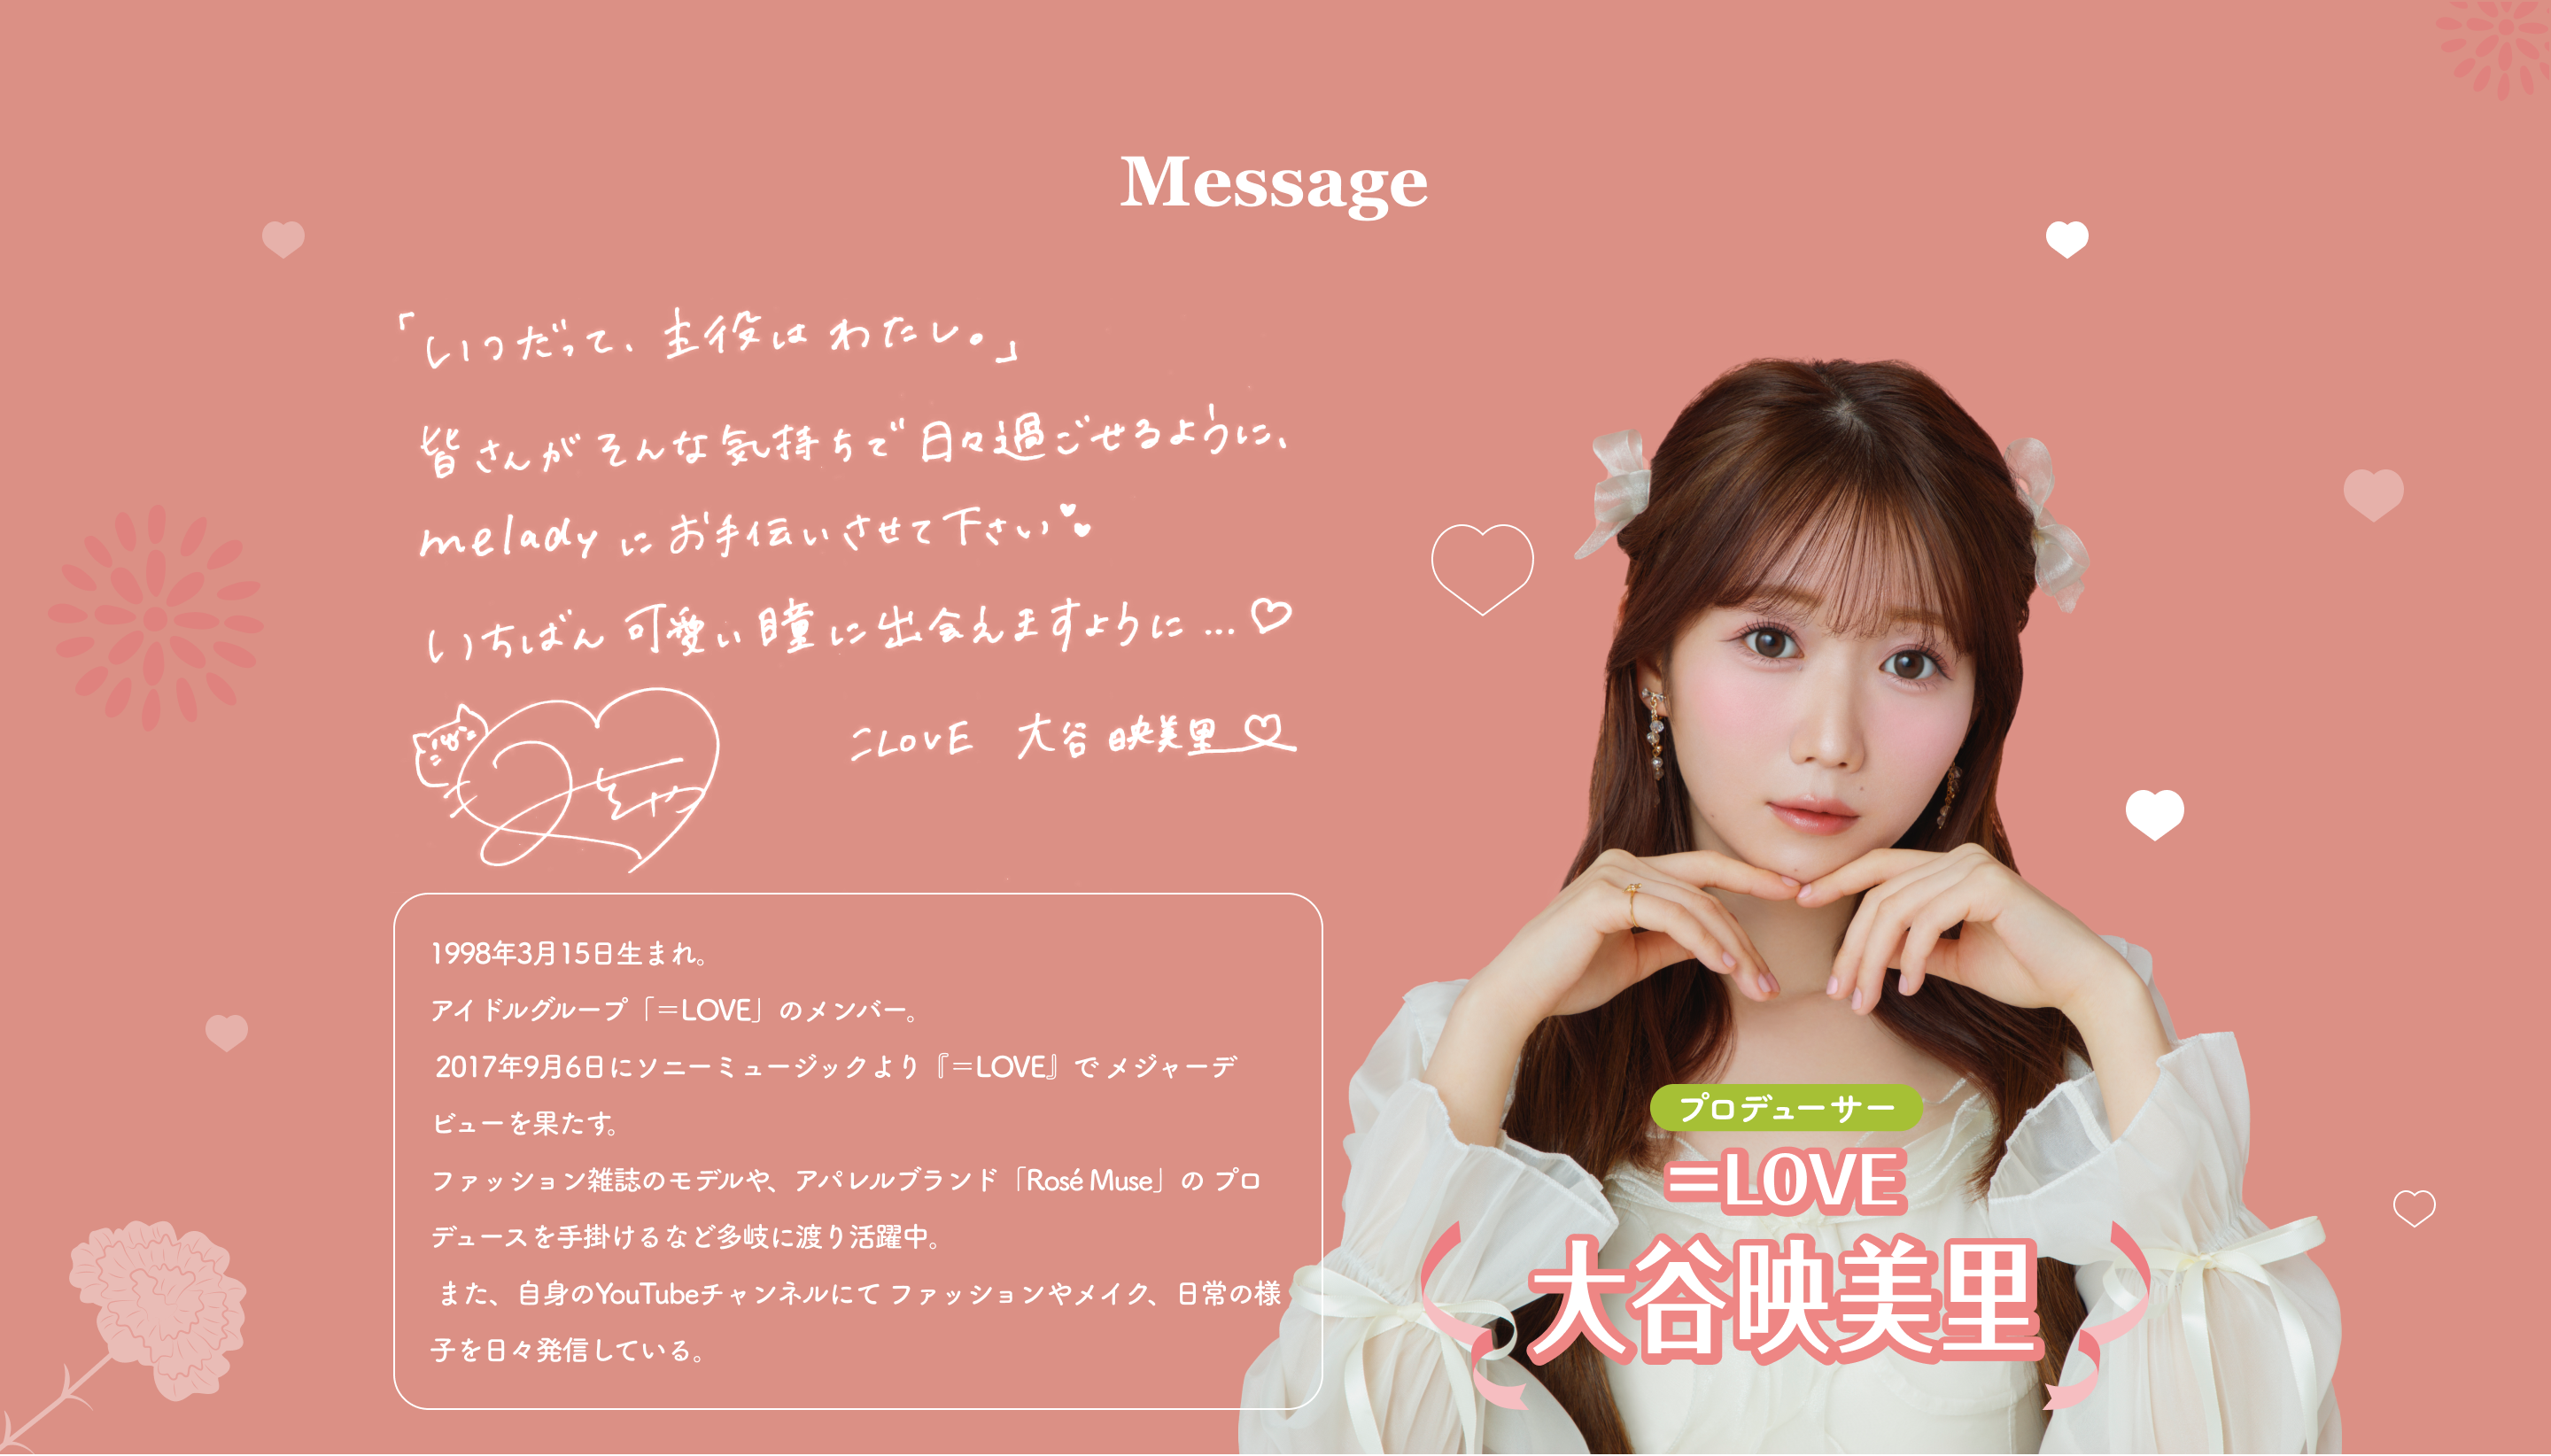 Message
「いつだって、主役はわたし。」
皆さんがそんな気持ちで日々過ごせるように、
meladyにお手伝いさせて下さい
いちばん可愛い瞳に出会えますように…♡
=LOVE 大谷映美里♡
1998年3月15日生まれ。
アイドルグループ「＝LOVE」のメンバー。
2017年9月6日にソニーミュージックより『＝LOVE』で メジャーデ
ビューを果たす。
ファッション雑誌のモデルや、アパレルブランド「Rosé Muse」の プロ
デュースを手掛けるなど多岐に渡り活躍中。
また、自身のYouTubeチャンネルにて ファッションやメイク、日常の様
子を日々発信している。
プロデューサー
=LOVE
大谷映美里